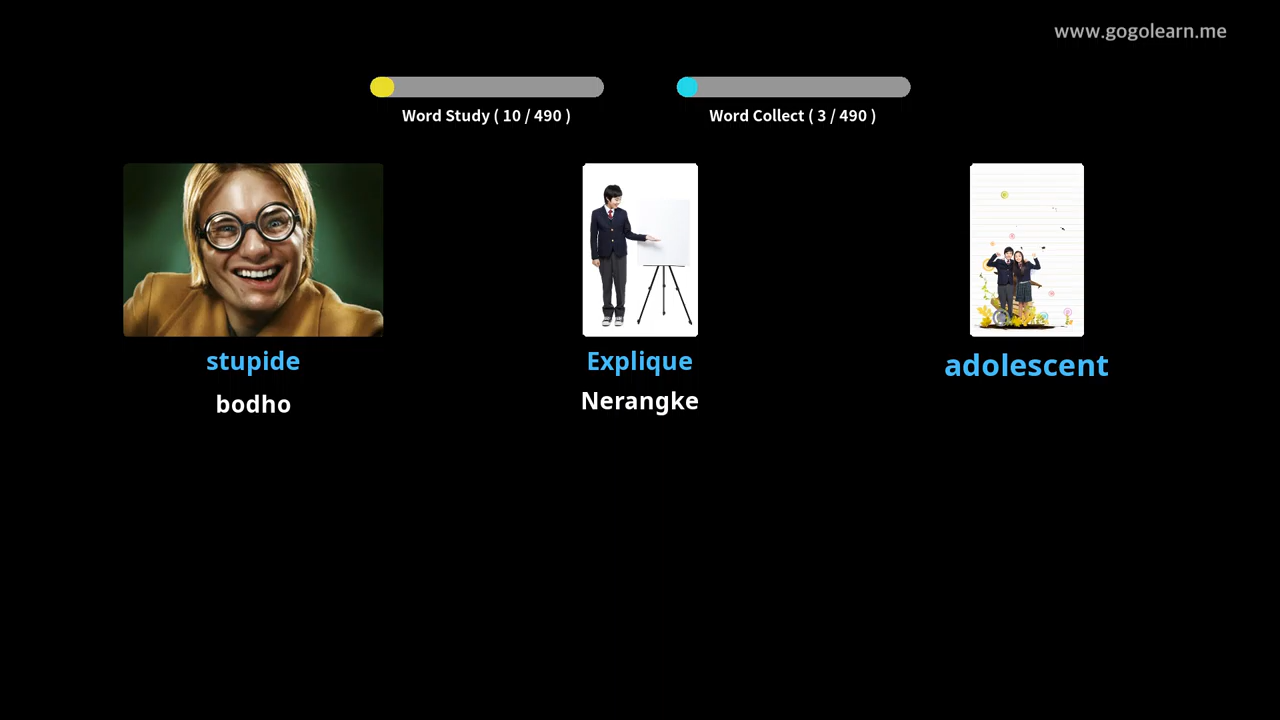 www.gogolearn.me
Word Study ( 10 / 490 )
Word Collect ( 3 / 490 )
stupide
bodho
Explique
Nerangke
adolescent